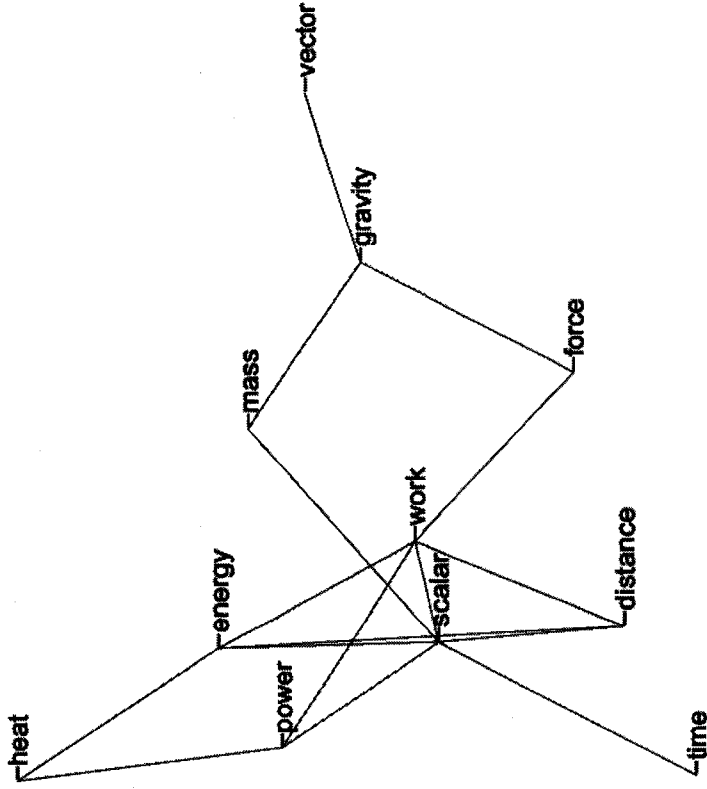 heat
power
energy
time
distance
scalar
work
mass
force
gravity
vector